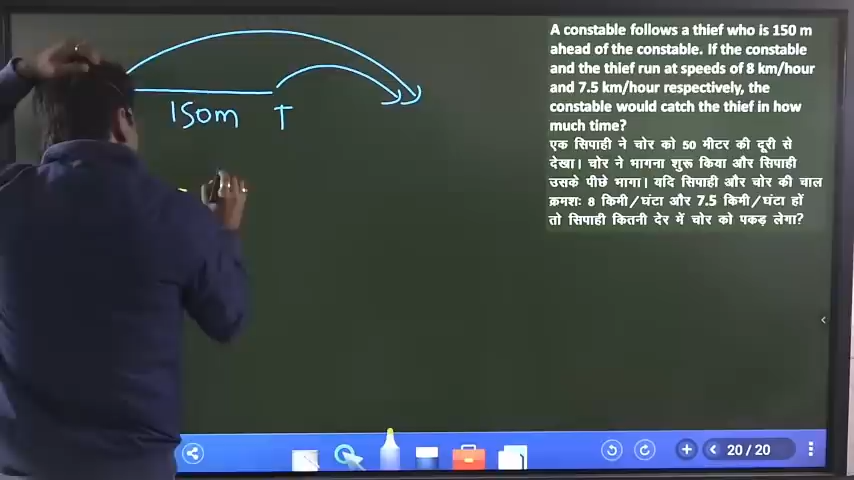 A constable follows a thief who is 150 m
ahead of the constable. If the constable
and the thief run at speeds of 8 km/hour
and 7.5 km/hour respectively, the
constable would catch the thief in how
much time?
एक सिपाही ने चोर को 50 मीटर की दूरी से
देखा। चोर ने भागना शुरू किया और सिपाही
उसके पीछे भागा। यदि सिपाही और चोर की चाल
क्रमशः 8 किमी/घंटा और 7.5 किमी/घंटा हों
तो सिपाही कितनी देर में चोर को पकड़ लेगा?
150m T
20 / 20